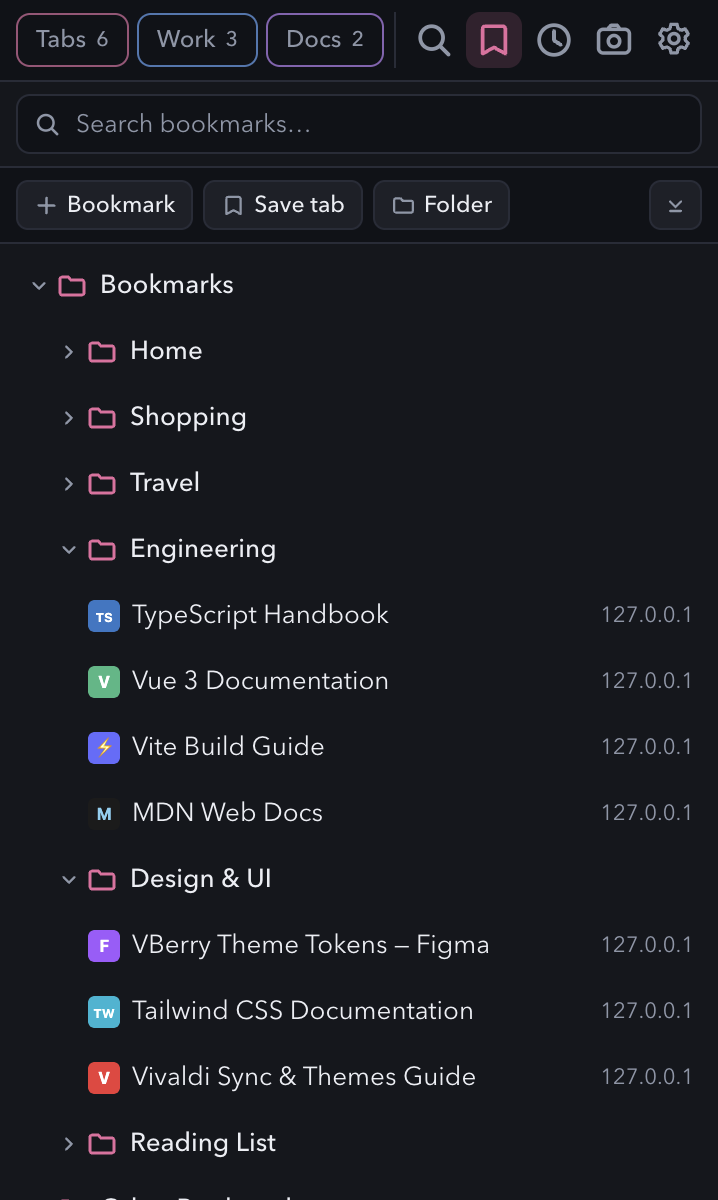 Tabs 6 Work 3 Docs 2
Search bookmarks…
Bookmark Save tab Folder
Bookmarks
Home
Shopping
Travel
Engineering
TS TypeScript Handbook 127.0.0.1
V Vue 3 Documentation 127.0.0.1
Vite Build Guide 127.0.0.1
M MDN Web Docs 127.0.0.1
Design & UI
F VBerry Theme Tokens – Figma 127.0.0.1
TW Tailwind CSS Documentation 127.0.0.1
V Vivaldi Sync & Themes Guide 127.0.0.1
Reading List